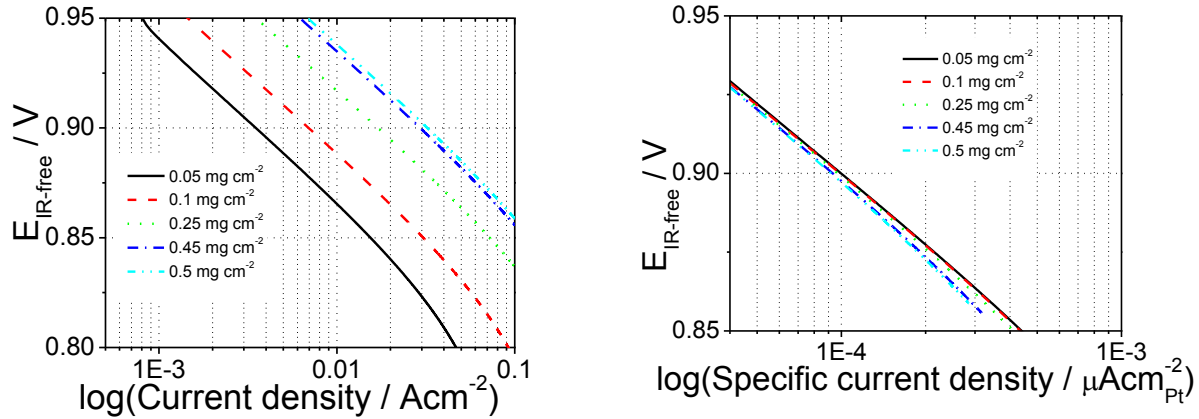 0.95
0.90
0.85
0.80
E_IR-free / V
0.05 mg cm⁻²
0.1 mg cm⁻²
0.25 mg cm⁻²
0.45 mg cm⁻²
0.5 mg cm⁻²
1E-3
0.01
0.1
log(Current density / Acm⁻²)
0.95
0.90
0.85
E_IR-free / V
0.05 mg cm⁻²
0.1 mg cm⁻²
0.25 mg cm⁻²
0.45 mg cm⁻²
0.5 mg cm⁻²
1E-4
1E-3
log(Specific current density / μAcm⁻²_Pt)